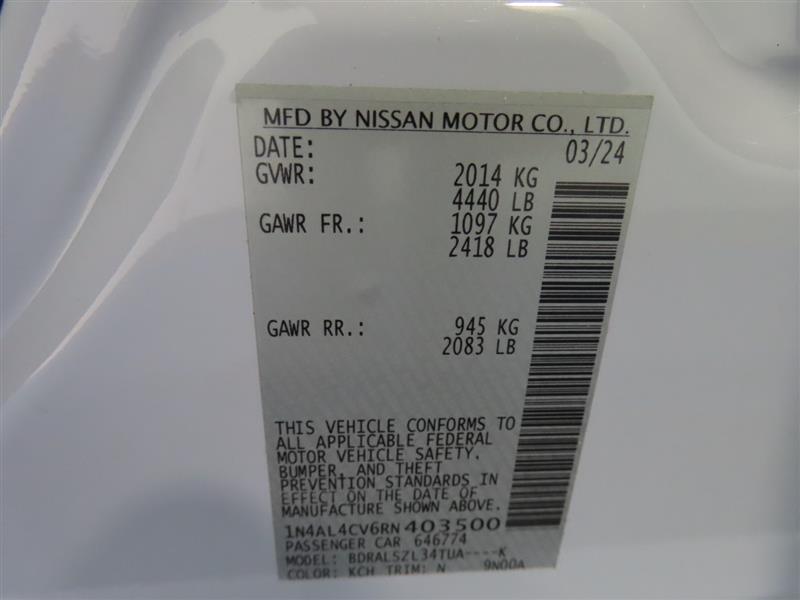 MFD BY NISSAN MOTOR CO., LTD.
DATE: 03/24
GVWR: 2014 KG
4440 LB
GAWR FR.: 1097 KG
2418 LB
GAWR RR.: 945 KG
2083 LB
THIS VEHICLE CONFORMS TO
ALL APPLICABLE FEDERAL
MOTOR VEHICLE SAFETY,
BUMPER, AND THEFT
PREVENTION STANDARDS IN
EFFECT ON THE DATE OF
MANUFACTURE SHOWN ABOVE.
1N4AL4CV6RN403500
PASSENGER CAR 646774
MODEL: BDRALSZL34TUA----K
COLOR: KCH TRIM: N 9N00A